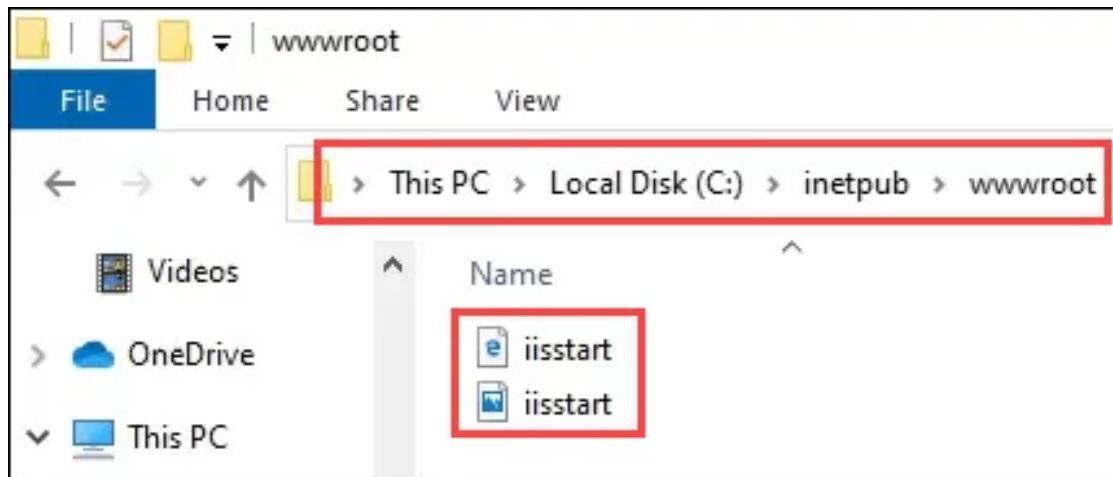 wwwroot
File Home Share View
This PC > Local Disk (C:) > inetpub > wwwroot
Videos
Name
OneDrive
iisstart
iisstart
This PC